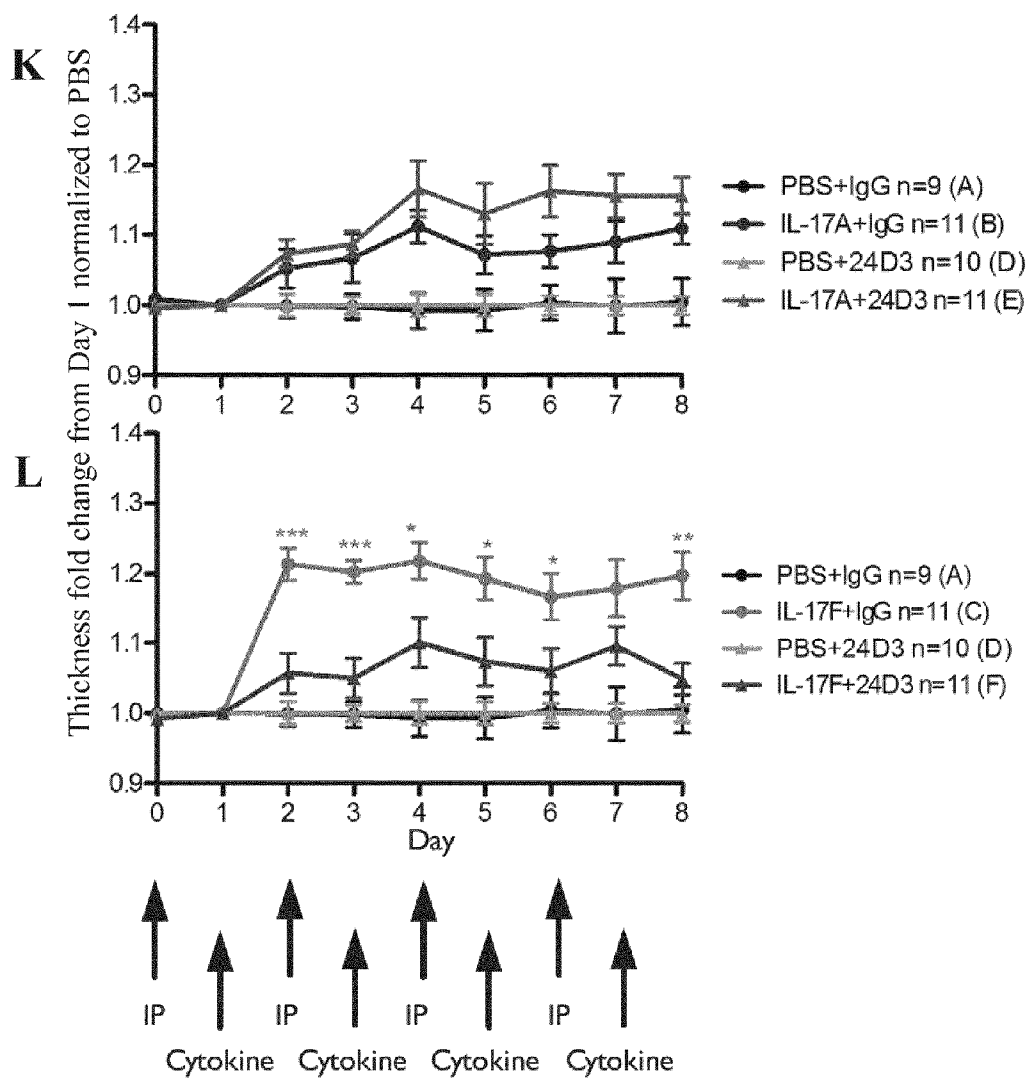 K
Thickness fold change from Day 1 normalized to PBS
1.4
1.3
1.2
1.1
1.0
0.9
0 1 2 3 4 5 6 7 8
PBS+IgG n=9 (A)
IL-17A+IgG n=11 (B)
PBS+24D3 n=10 (D)
IL-17A+24D3 n=11 (E)
L
1.4
1.3
1.2
1.1
1.0
0.9
*** *** * * * **
0 1 2 3 4 5 6 7 8
Day
PBS+IgG n=9 (A)
IL-17F+IgG n=11 (C)
PBS+24D3 n=10 (D)
IL-17F+24D3 n=11 (F)
IP IP IP IP
Cytokine Cytokine Cytokine Cytokine